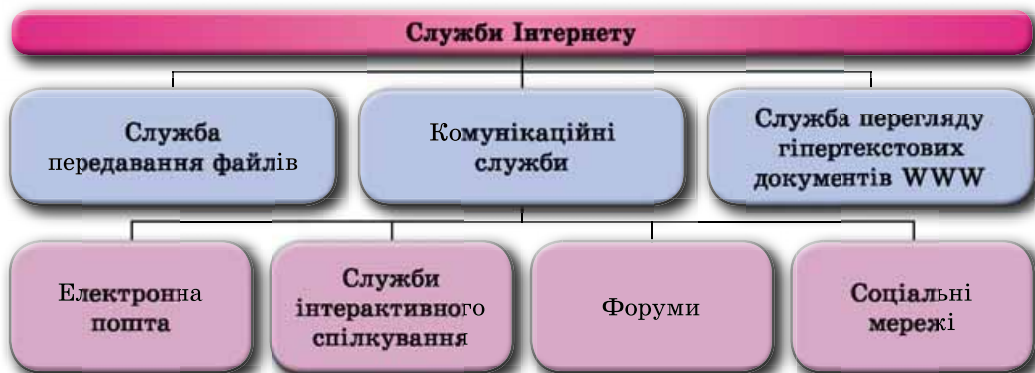 Служби Інтернету
Служба
передавання файлів
Комунікаційні
служби
Служба перегляду
гіпертекстових
документів WWW
Електронна
пошта
Служби
інтерактивного
спілкування
Форуми
Соціальні
мережі